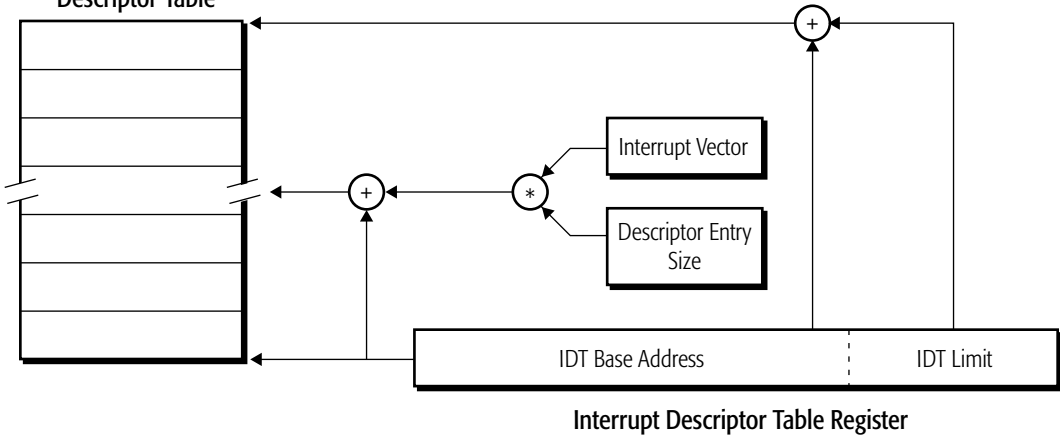 Descriptor Table
+
Interrupt Vector
+
*
Descriptor Entry
Size
IDT Base Address
IDT Limit
Interrupt Descriptor Table Register